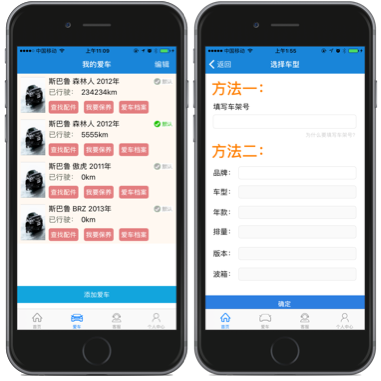 中国移动
上午11:09
我的爱车
编辑
斯巴鲁 森林人 2012年
默认
已行驶: 234234km
查找配件 我要保养 爱车档案
斯巴鲁 森林人 2012年
默认
已行驶: 5555km
查找配件 我要保养 爱车档案
斯巴鲁 傲虎 2011年
默认
已行驶: 0km
查找配件 我要保养 爱车档案
斯巴鲁 BRZ 2013年
默认
已行驶: 0km
查找配件 我要保养 爱车档案
添加爱车
首页 爱车 客服 个人中心
中国移动
上午1:55
返回
选择车型
方法一:
填写车架号
为什么要填写车架号?
方法二:
品牌:
车型:
年款:
排量:
版本:
波箱:
确定
首页 爱车 客服 个人中心